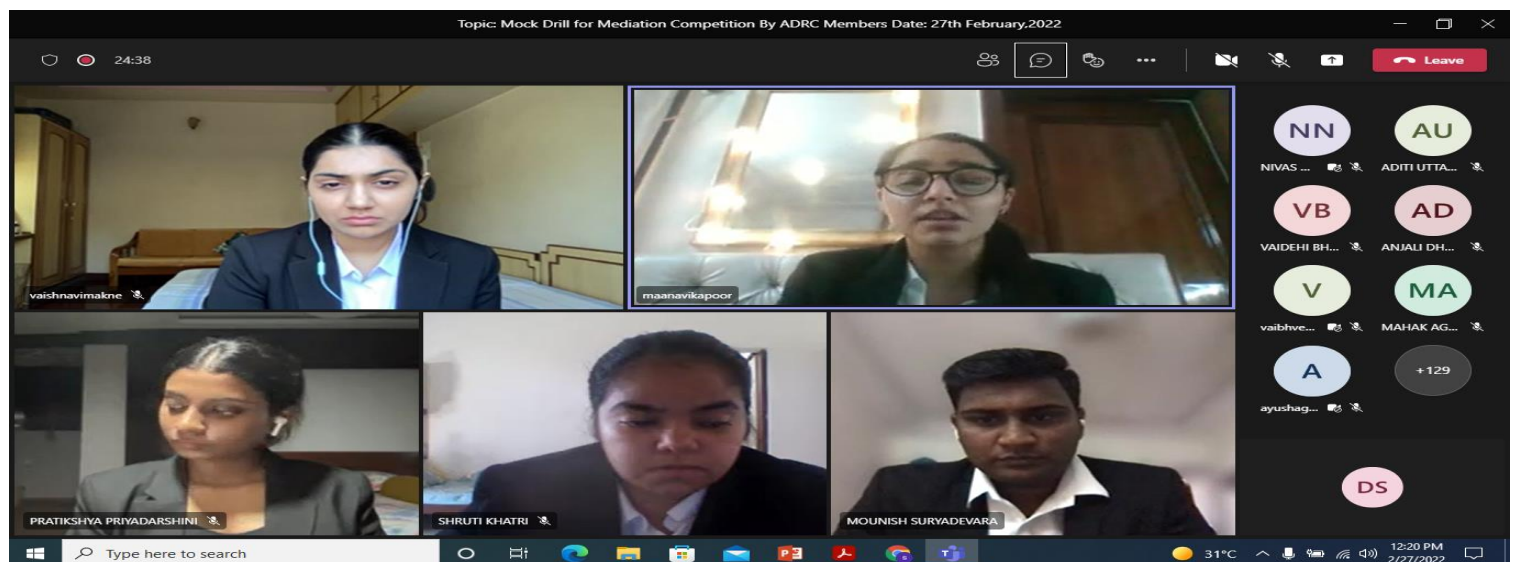 Topic: Mock Drill for Mediation Competition By ADRC Members Date: 27th February,2022
24:38
Leave
vaishnavimakne
maanavikapoor
PRATIKSHYA PRIYADARSHINI
SHRUTI KHATRI
MOUNISH SURYADEVARA
NN
AU
NIVAS ...
ADITI UTTA...
VB
AD
VAIDEHI BH...
ANJALI DH...
V
MA
vaibhve...
MAHAK AG...
A
+129
ayushag...
DS
Type here to search
31°C
12:20 PM
2/27/2022